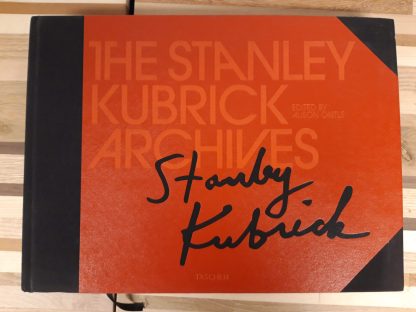 THE STANLEY
KUBRICK
ARCHIVES
EDITED BY
ALISON CASTLE
Stanley
Kubrick
TASCHEN